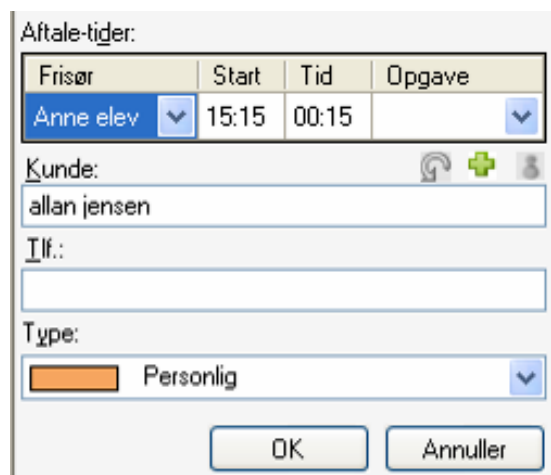 Aftale-tider:
Frisør Start Tid Opgave
Anne elev 15:15 00:15
Kunde:
allan jensen
Tlf.:
Type:
Personlig
OK Annuller